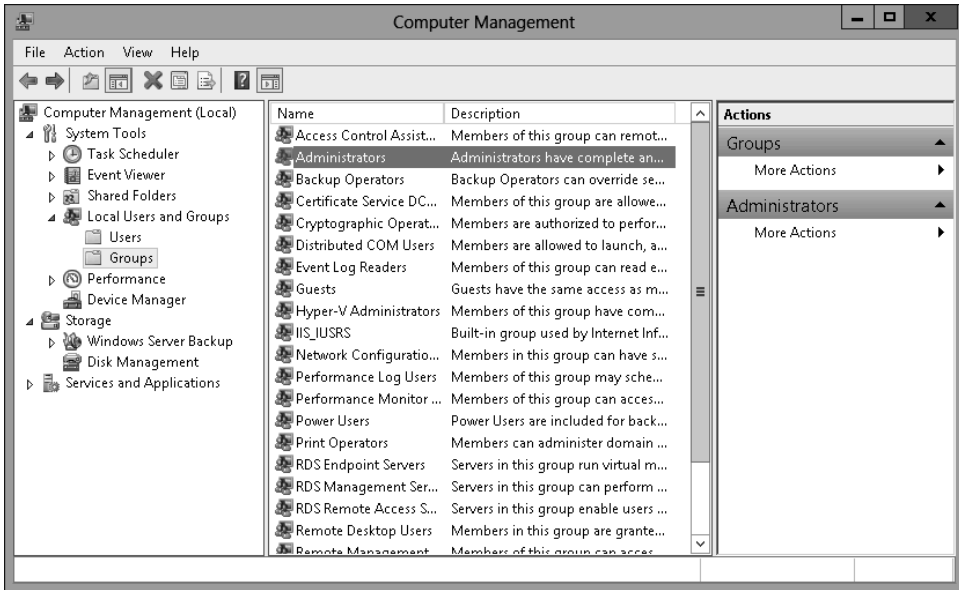 Computer Management
File Action View Help
Computer Management (Local)
System Tools
Task Scheduler
Event Viewer
Shared Folders
Local Users and Groups
Users
Groups
Performance
Device Manager
Storage
Windows Server Backup
Disk Management
Services and Applications
Name Description
Access Control Assist... Members of this group can remot...
Administrators Administrators have complete an...
Backup Operators Backup Operators can override se...
Certificate Service DC... Members of this group are allowe...
Cryptographic Operat... Members are authorized to perfor...
Distributed COM Users Members are allowed to launch, a...
Event Log Readers Members of this group can read e...
Guests Guests have the same access as m...
Hyper-V Administrators Members of this group have com...
IIS_IUSRS Built-in group used by Internet Inf...
Network Configuratio... Members in this group can have s...
Performance Log Users Members of this group may sche...
Performance Monitor ... Members of this group can acces...
Power Users Power Users are included for back...
Print Operators Members can administer domain ...
RDS Endpoint Servers Servers in this group run virtual m...
RDS Management Ser... Servers in this group can perform ...
RDS Remote Access S... Servers in this group enable users ...
Remote Desktop Users Members in this group are grante...
Remote Management Members of this group can acces
Actions
Groups
More Actions
Administrators
More Actions